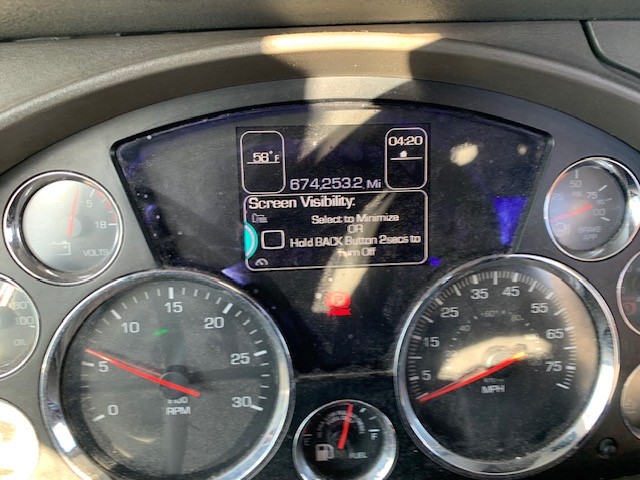 58°F
04:20
674,253.2 Mi
Screen Visibility:
Select to Minimize
OR
Hold BACK Button 2secs to
Turn Off
18
VOLTS
50
75
BRAKE
80
100
OIL
0
5
10
15
20
25
30
RPM
5
15
25
35
45
55
65
75
MPH
F
FUEL